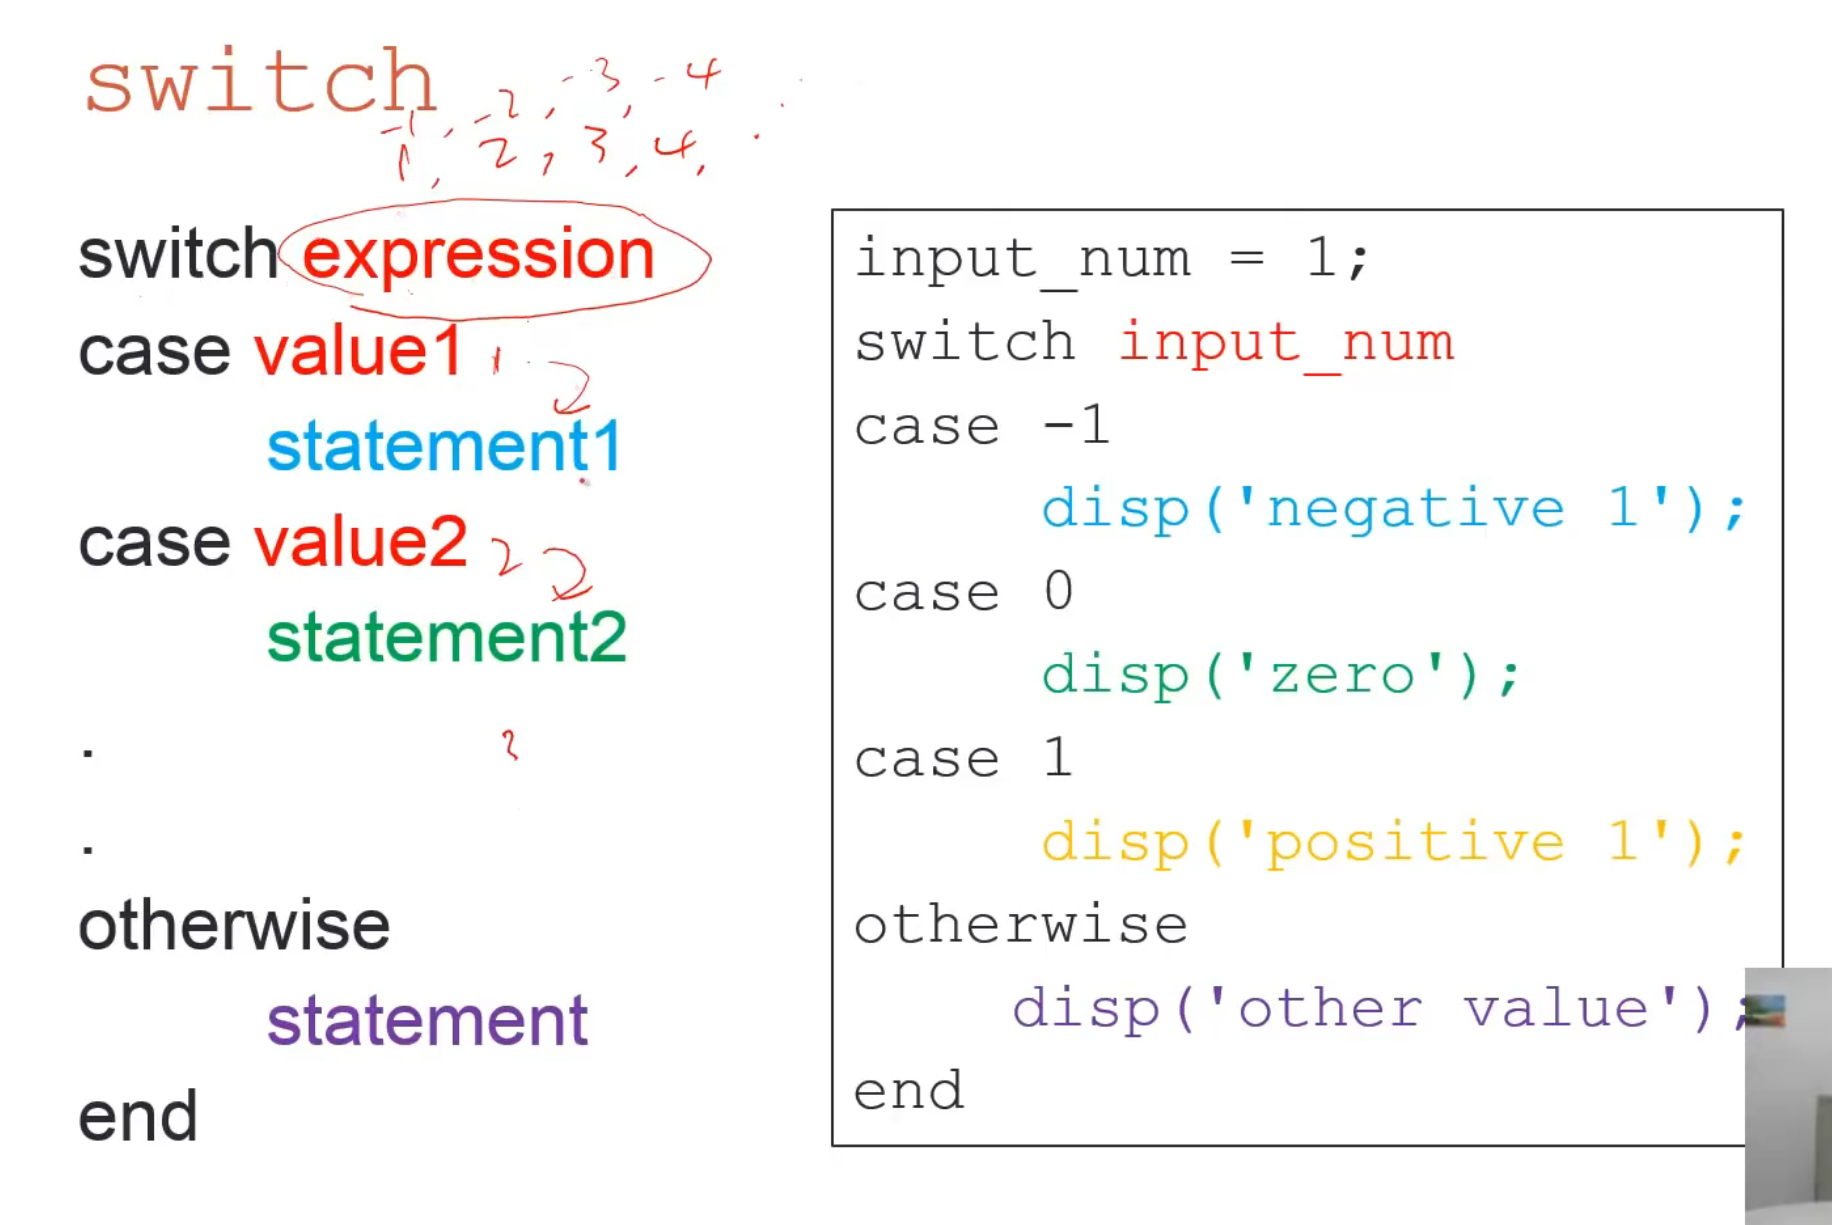 switch
-1, -2, -3, -4
1, 2, 3, 4, . .
switch expression
case value1 1
statement1
case value2 2
statement2
.
3
.
otherwise
statement
end
input_num = 1;
switch input_num
case -1
disp('negative 1');
case 0
disp('zero');
case 1
disp('positive 1');
otherwise
disp('other value');
end